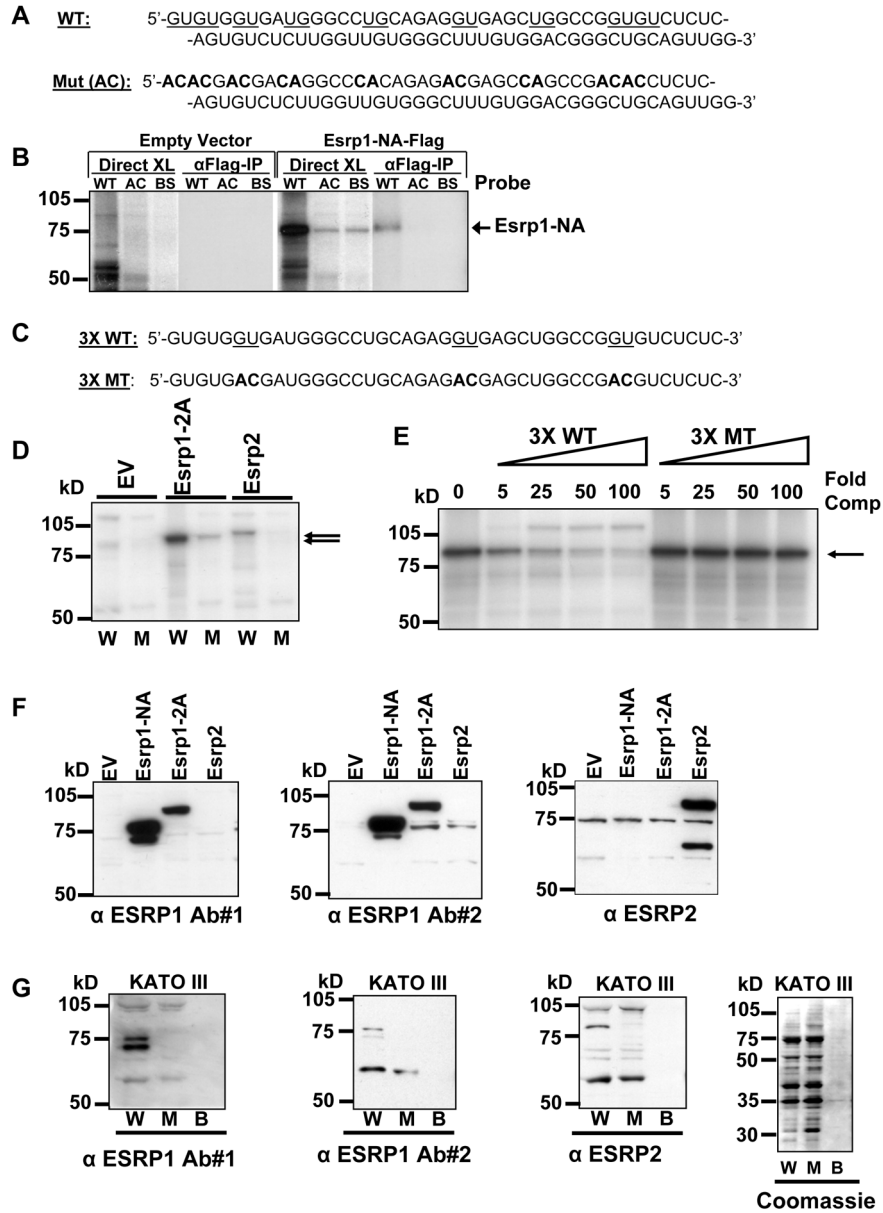 A
WT: 5'-GUGUGGUGAUGGGCCUGCAGAGGUGAGCUGGCCGGUGUCUCUC-
-AGUGUCUCUUGGUUGUGGGCUUUGUGGACGGGCUGCAGUUGG-3'
Mut (AC): 5'-ACACGACGACAGGCCCACAGAGACGAGCCAGCCGACACCUCUC-
-AGUGUCUCUUGGUUGUGGGCUUUGUGGACGGGCUGCAGUUGG-3'
B
Empty Vector Esrp1-NA-Flag
Direct XL αFlag-IP Direct XL αFlag-IP
WT AC BS WT AC BS WT AC BS WT AC BS Probe
105
75
50
Esrp1-NA
C
3X WT: 5'-GUGUGGUGAUGGGCCUGCAGAGGUGAGCUGGCCGGUGUCUCUC-3'
3X MT: 5'-GUGUGACGAUGGGCCUGCAGAGACGAGCUGGCCGACGUCUCUC-3'
D
EV Esrp1-2A Esrp2
kD
105
75
50
W M W M W M
E
3X WT 3X MT
kD 0 5 25 50 100 5 25 50 100 Fold Comp
105
75
50
F
kD EV Esrp1-NA Esrp1-2A Esrp2
105
75
50
α ESRP1 Ab#1
kD EV Esrp1-NA Esrp1-2A Esrp2
105
75
50
α ESRP1 Ab#2
kD EV Esrp1-NA Esrp1-2A Esrp2
105
75
50
α ESRP2
G
kD KATO III
105
75
50
W M B
α ESRP1 Ab#1
kD KATO III
105
75
50
W M B
α ESRP1 Ab#2
kD KATO III
105
75
50
W M B
α ESRP2
kD KATO III
105
75
50
35
30
W M B
Coomassie